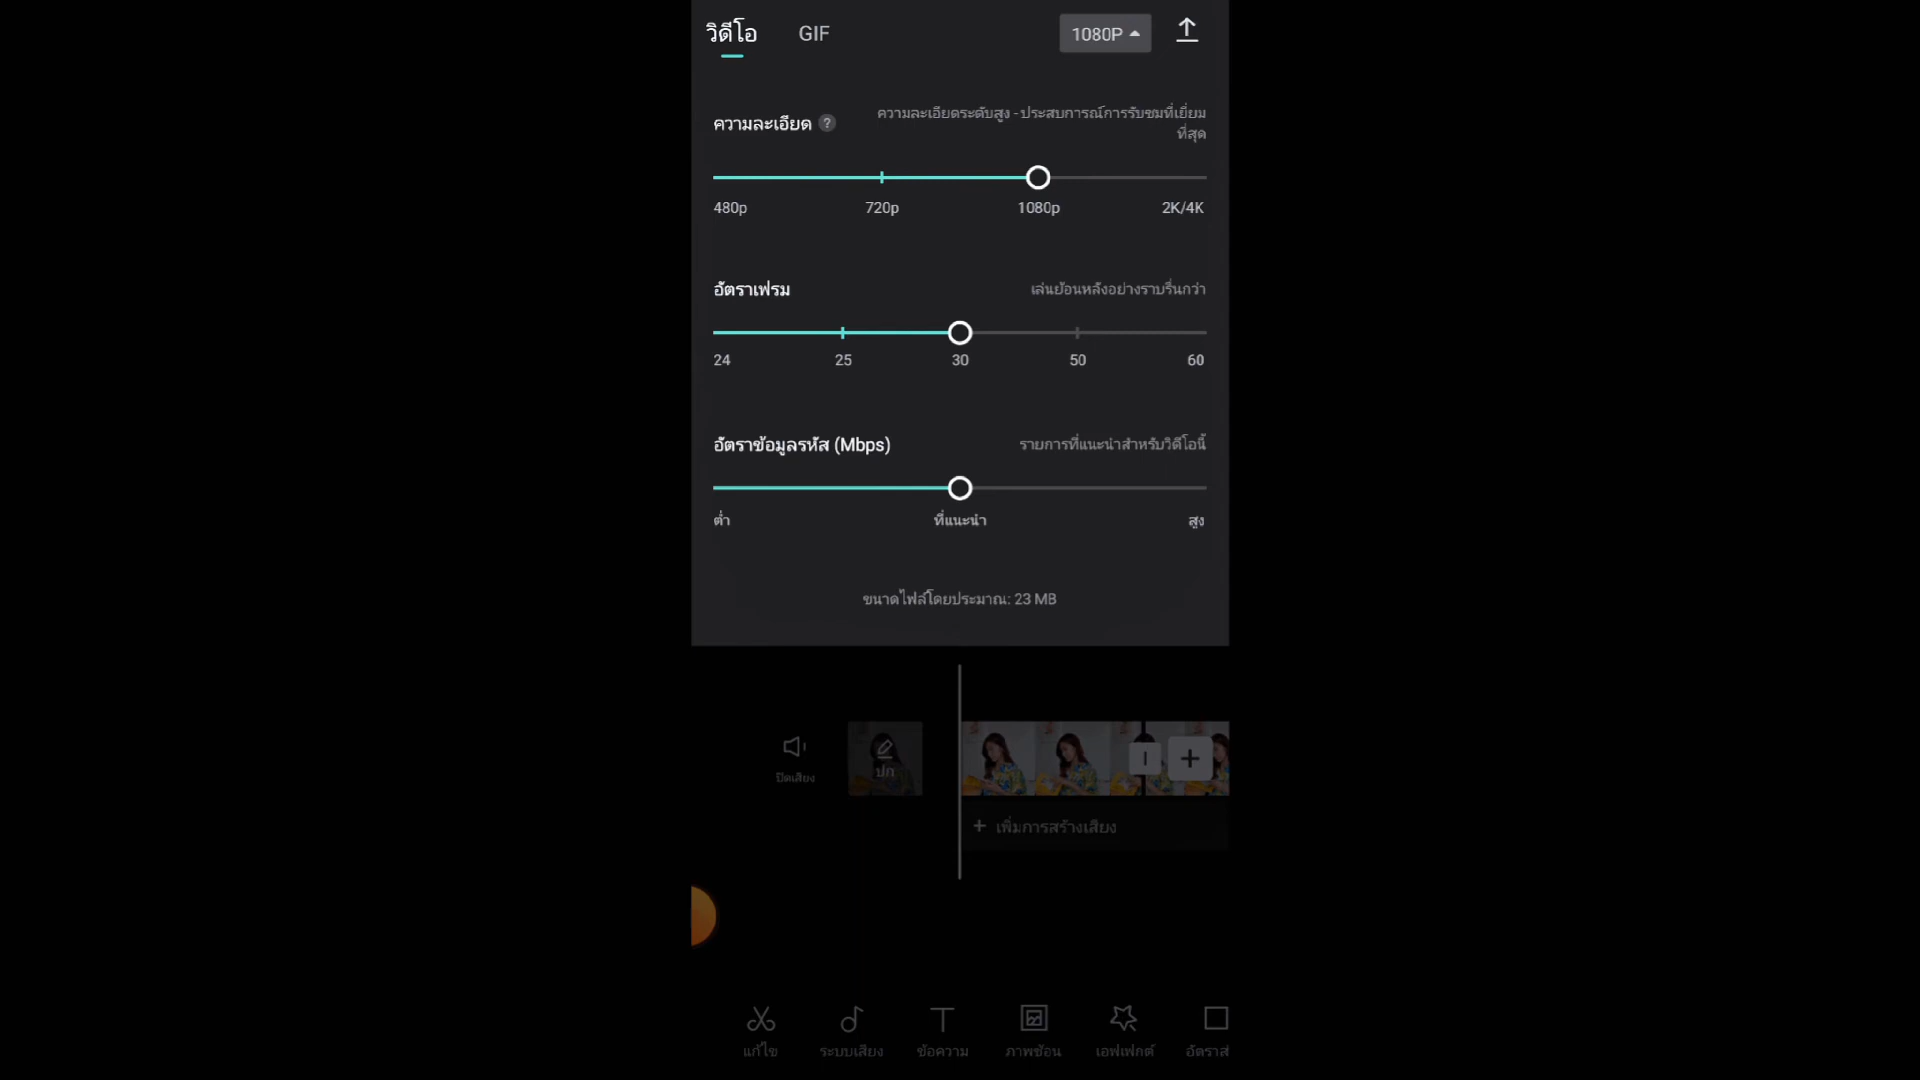 วิดีโอ GIF 1080P
ความละเอียด ? ความละเอียดระดับสูง - ประสบการณ์การรับชมที่เยี่ยม
ที่สุด
480p 720p 1080p 2K/4K
อัตราเฟรม เล่นย้อนหลังอย่างราบรื่นกว่า
24 25 30 50 60
อัตราข้อมูลรหัส (Mbps) รายการที่แนะนำสำหรับวิดีโอนี้
ต่ำ ที่แนะนำ สูง
ขนาดไฟล์โดยประมาณ: 23 MB
ปิดเสียง ปก
+ เพิ่มการสร้างเสียง
แก้ไข ระบบเสียง ข้อความ ภาพซ้อน เอฟเฟกต์ อัตราส่